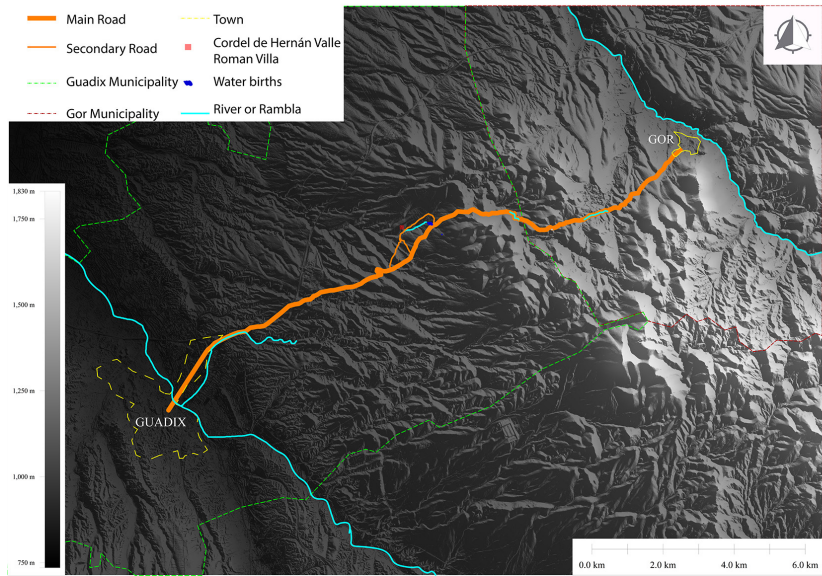 Main Road
Town
Secondary Road
Cordel de Hernán Valle
Roman Villa
Guadix Municipality
Water births
Gor Municipality
River or Rambla
GOR
1,830 m
1,750 m
1,500 m
1,250 m
GUADIX
1,000 m
750 m
0.0 km 2.0 km 4.0 km 6.0 km